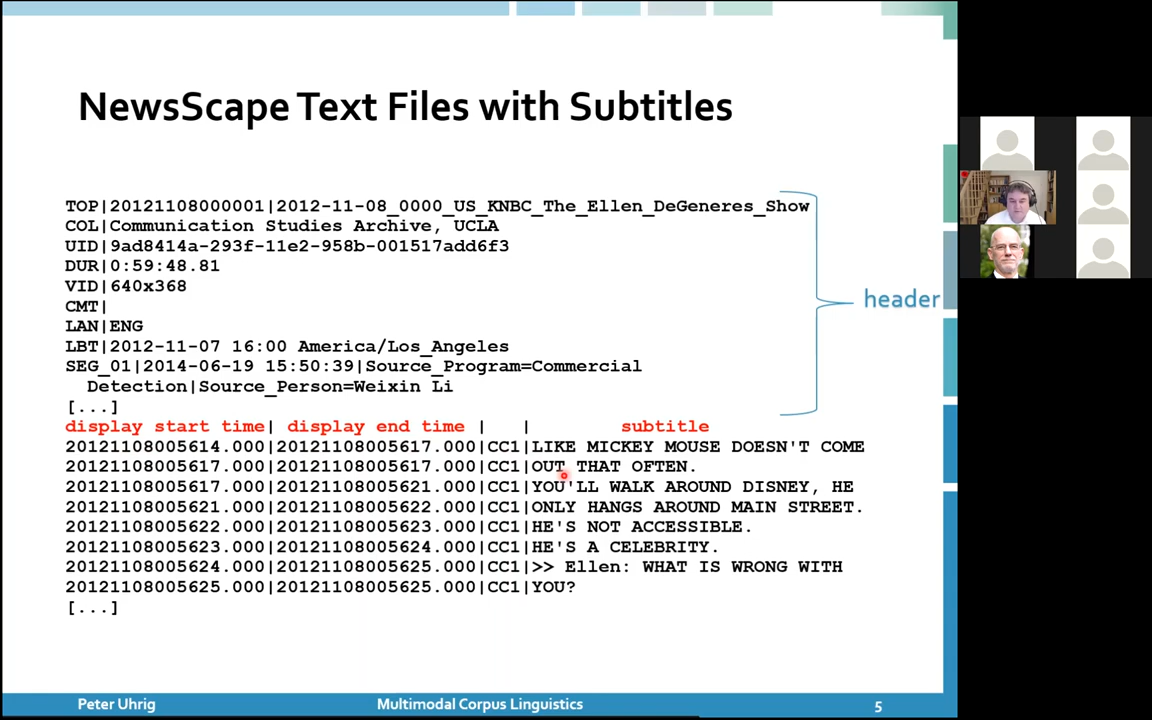 NewsScape Text Files with Subtitles
TOP|20121108000001|2012-11-08_0000_US_KNBC_The_Ellen_DeGeneres_Show
COL|Communication Studies Archive, UCLA
UID|9ad8414a-293f-11e2-958b-001517add6f3
DUR|0:59:48.81
VID|640x368
CMT|
header
LAN|ENG
LBT|2012-11-07 16:00 America/Los_Angeles
SEG_01|2014-06-19 15:50:39|Source_Program=Commercial
Detection|Source_Person=Weixin Li
[...]
display start time| display end time | | subtitle
20121108005614.000|20121108005617.000|CC1|LIKE MICKEY MOUSE DOESN'T COME
20121108005617.000|20121108005617.000|CC1|OUT THAT OFTEN.
20121108005617.000|20121108005621.000|CC1|YOU'LL WALK AROUND DISNEY, HE
20121108005621.000|20121108005622.000|CC1|ONLY HANGS AROUND MAIN STREET.
20121108005622.000|20121108005623.000|CC1|HE'S NOT ACCESSIBLE.
20121108005623.000|20121108005624.000|CC1|HE'S A CELEBRITY.
20121108005624.000|20121108005625.000|CC1|>> Ellen: WHAT IS WRONG WITH
20121108005625.000|20121108005625.000|CC1|YOU?
[...]
Peter Uhrig Multimodal Corpus Linguistics 5